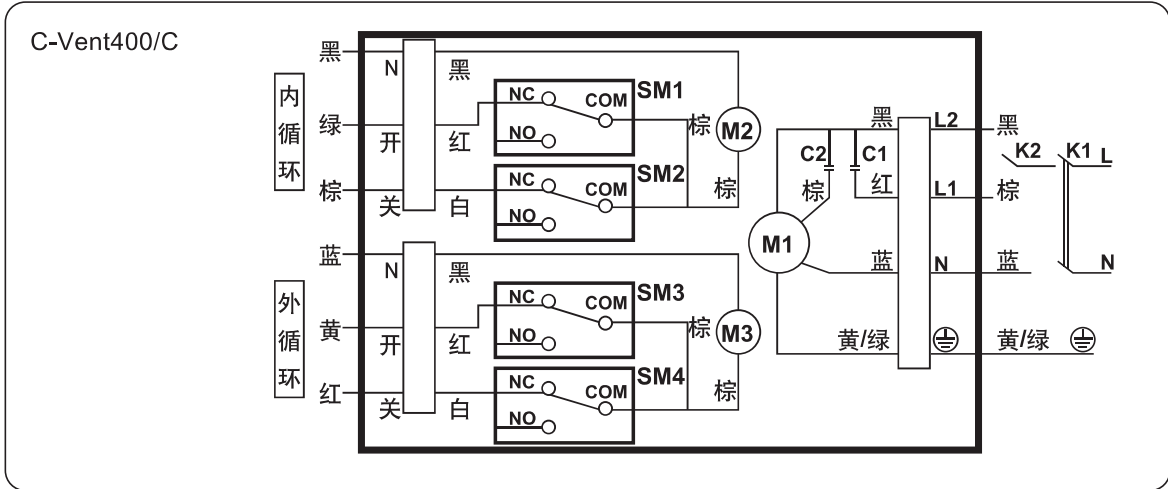 C-Vent400/C
内循环
黑 N 黑
绿 开 红
棕 关 白
NC COM SM1
NO
棕 M2
NC COM SM2
NO
棕
外循环
蓝 N 黑
黄 开 红
红 关 白
NC COM SM3
NO
棕 M3
NC COM SM4
NO
棕
黑 L2 黑
C2 C1
K2 K1 L
棕 红 L1 棕
M1
蓝 N 蓝 N
黄/绿 黄/绿